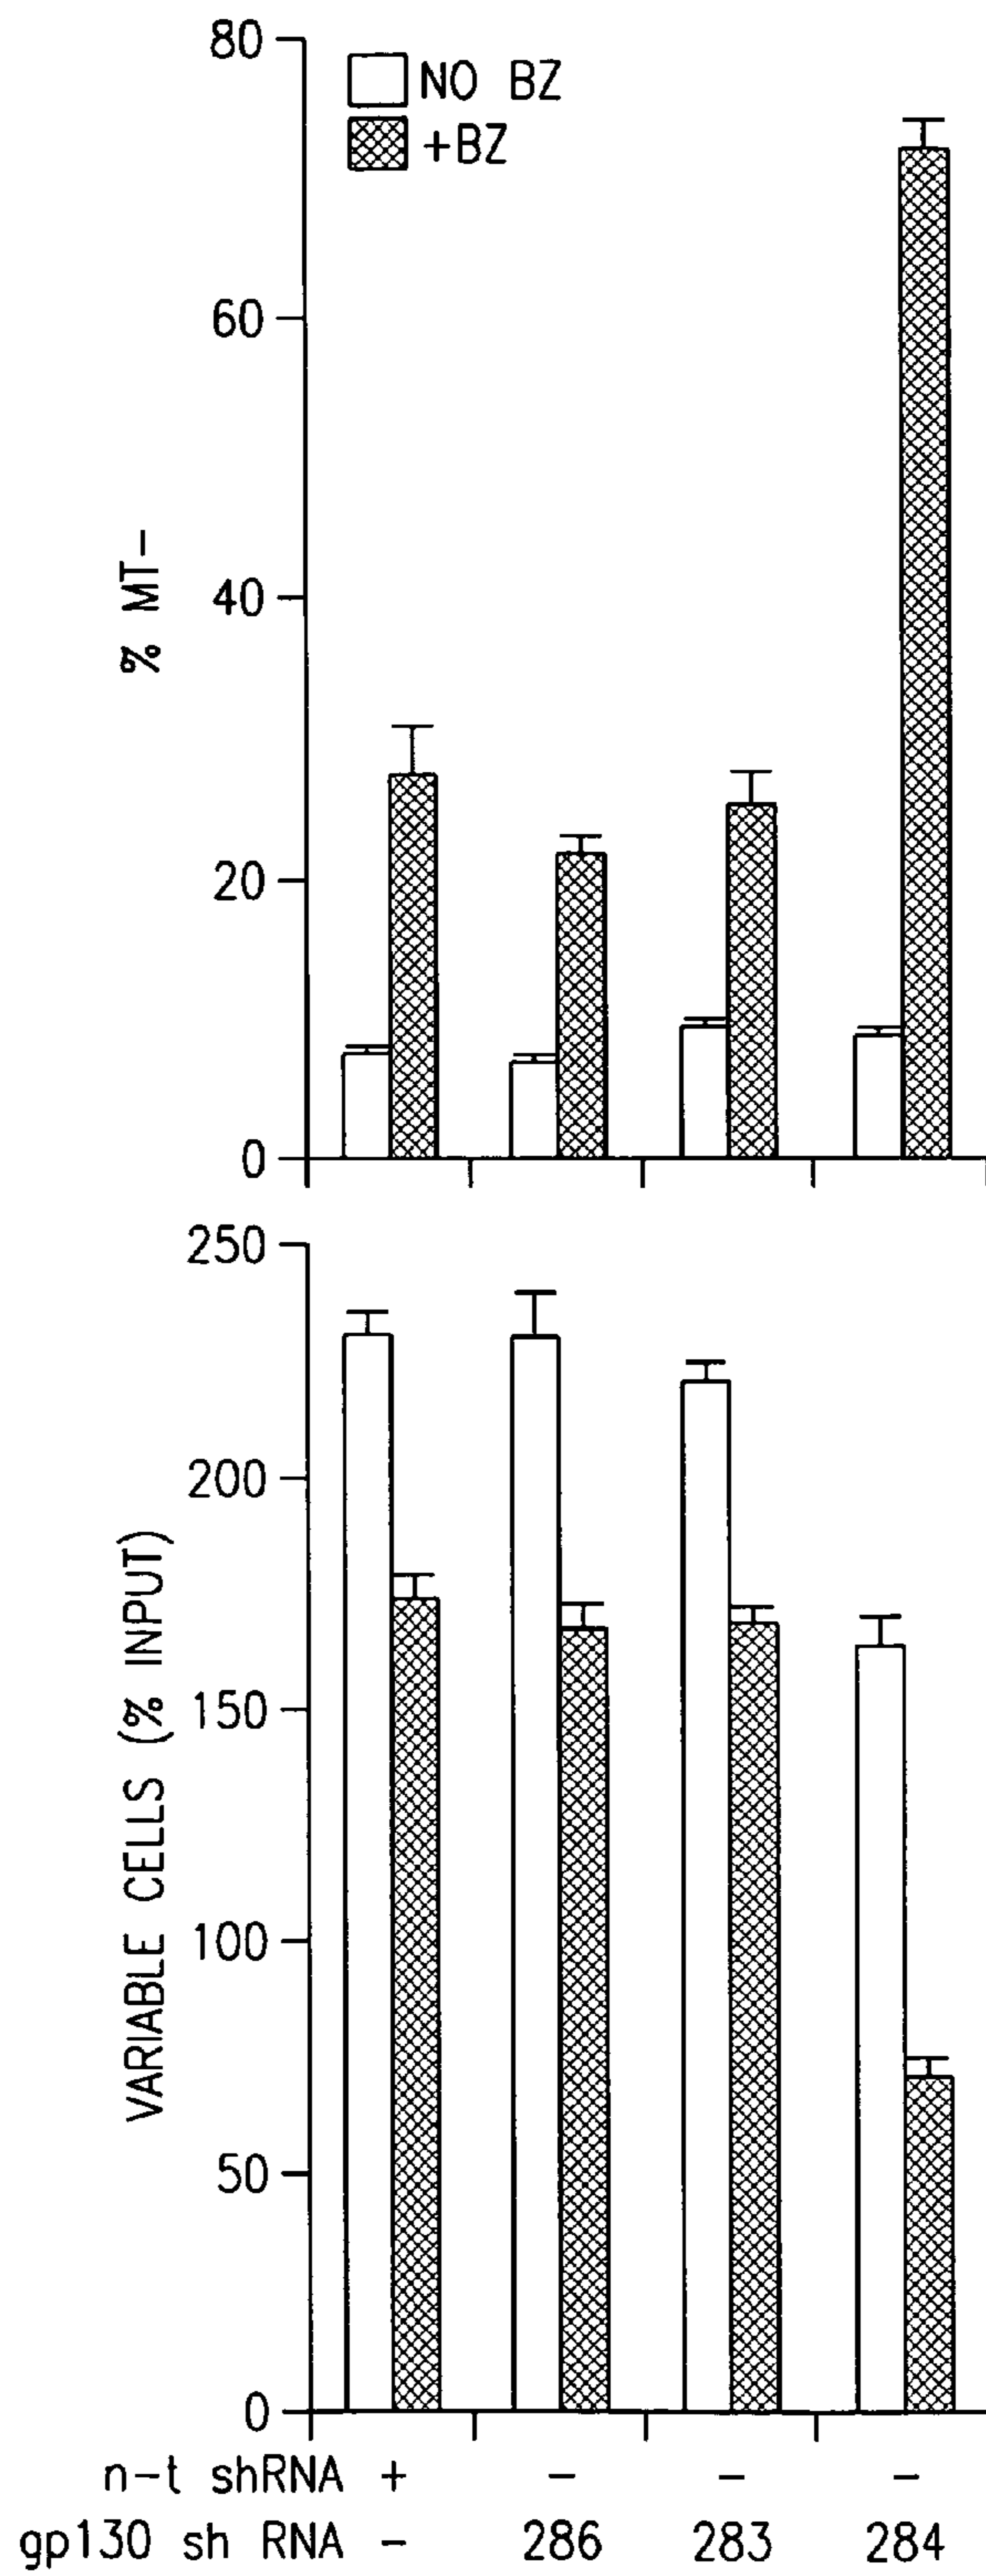 80
NO BZ
+BZ
60
% MT-
40
20
0
250
200
VARIABLE CELLS (% INPUT)
150
100
50
0
n-t shRNA + - - -
gp130 sh RNA - 286 283 284